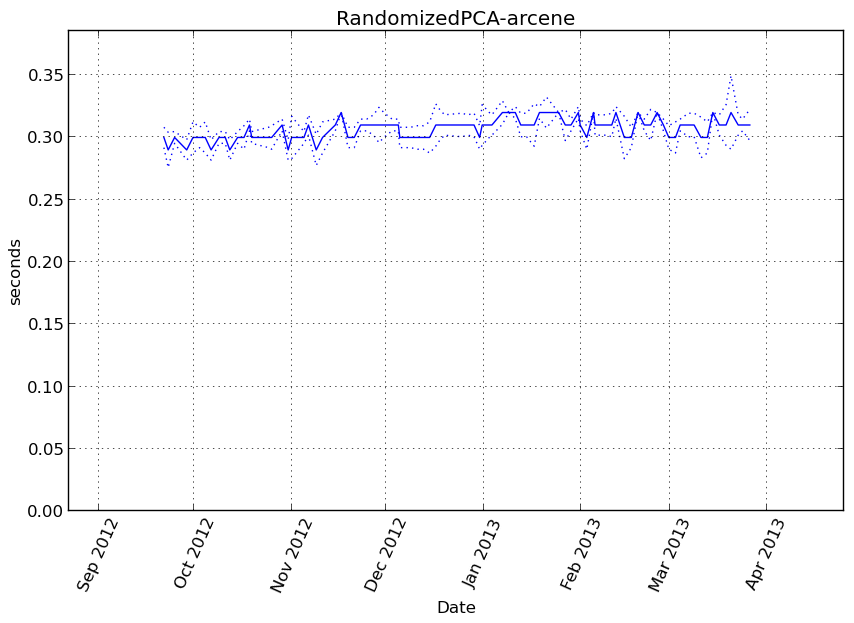 RandomizedPCA-arcene
0.35
0.30
0.25
0.20
0.15
0.10
0.05
0.00
seconds
Sep 2012
Oct 2012
Nov 2012
Dec 2012
Jan 2013
Feb 2013
Mar 2013
Apr 2013
Date